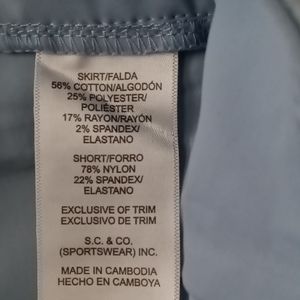 SKIRT/FALDA
56% COTTON/ALGODÓN
25% POLYESTER/
POLIÉSTER
17% RAYON/RAYÓN
2% SPANDEX/
ELASTANO
SHORT/FORRO
78% NYLON
22% SPANDEX/
ELASTANO
EXCLUSIVE OF TRIM
EXCLUSIVO DE TRIM
S.C. & CO.
(SPORTSWEAR) INC.
MADE IN CAMBODIA
HECHO EN CAMBOYA